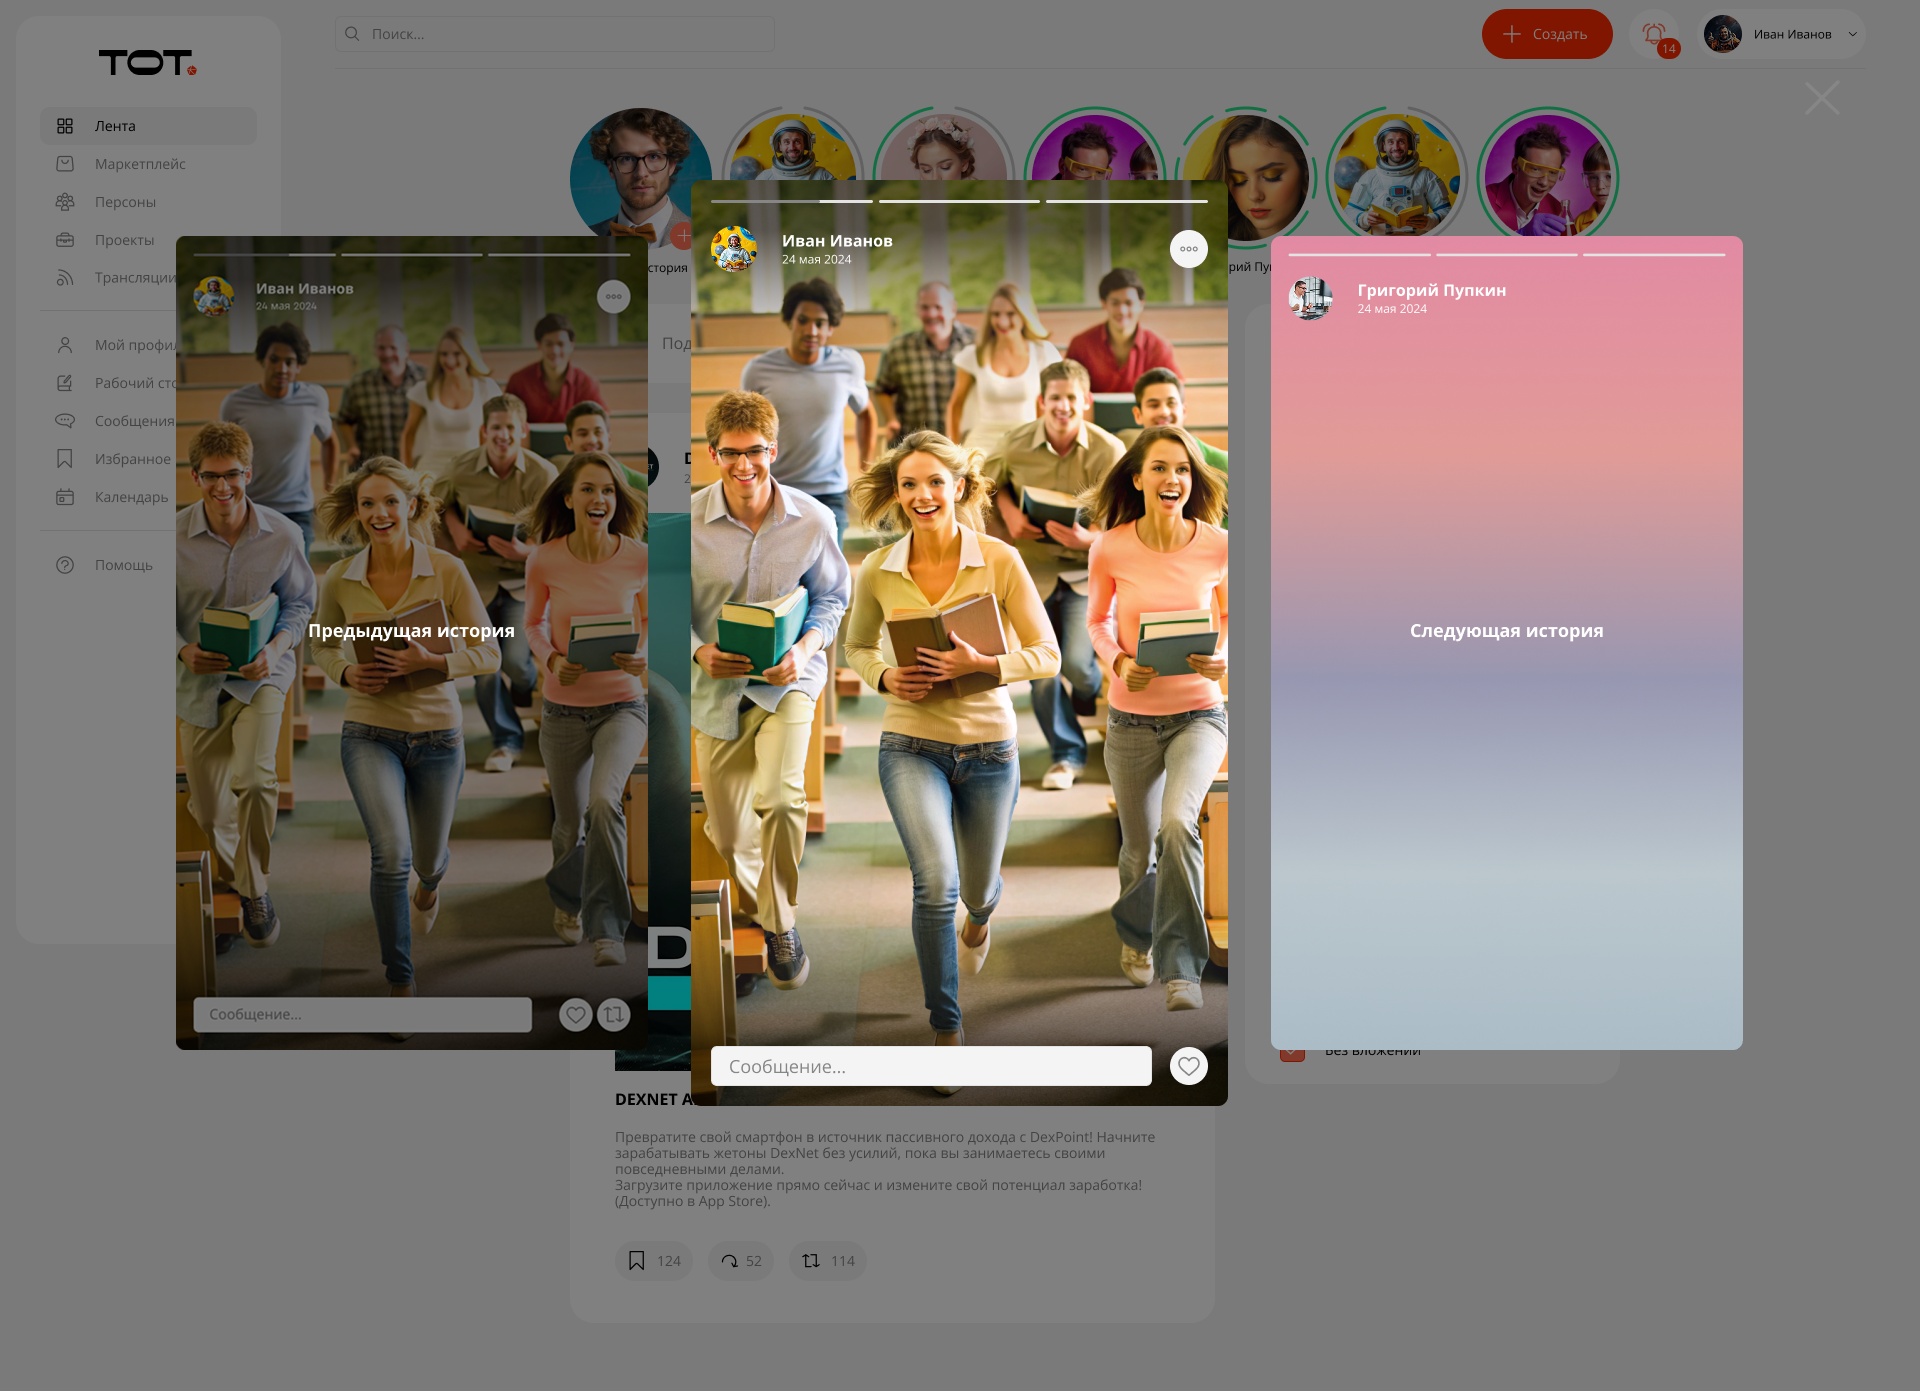 ТОТ.
Поиск...
Создать
14
Иван Иванов
Лента
Маркетплейс
Персоны
Проекты
Трансляции
Мой профил
Рабочий сто
Сообщения
Избранное
Календарь
Помощь
стория
рий Пу
Под
Иван Иванов
24 мая 2024
Предыдущая история
Сообщение...
Иван Иванов
24 мая 2024
Сообщение...
Григорий Пупкин
24 мая 2024
Следующая история
Без вложений
D
DEXNET A
Превратите свой смартфон в источник пассивного дохода с DexPoint! Начните
зарабатывать жетоны DexNet без усилий, пока вы занимаетесь своими
повседневными делами.
Загрузите приложение прямо сейчас и измените свой потенциал заработка!
(Доступно в App Store).
124
52
114